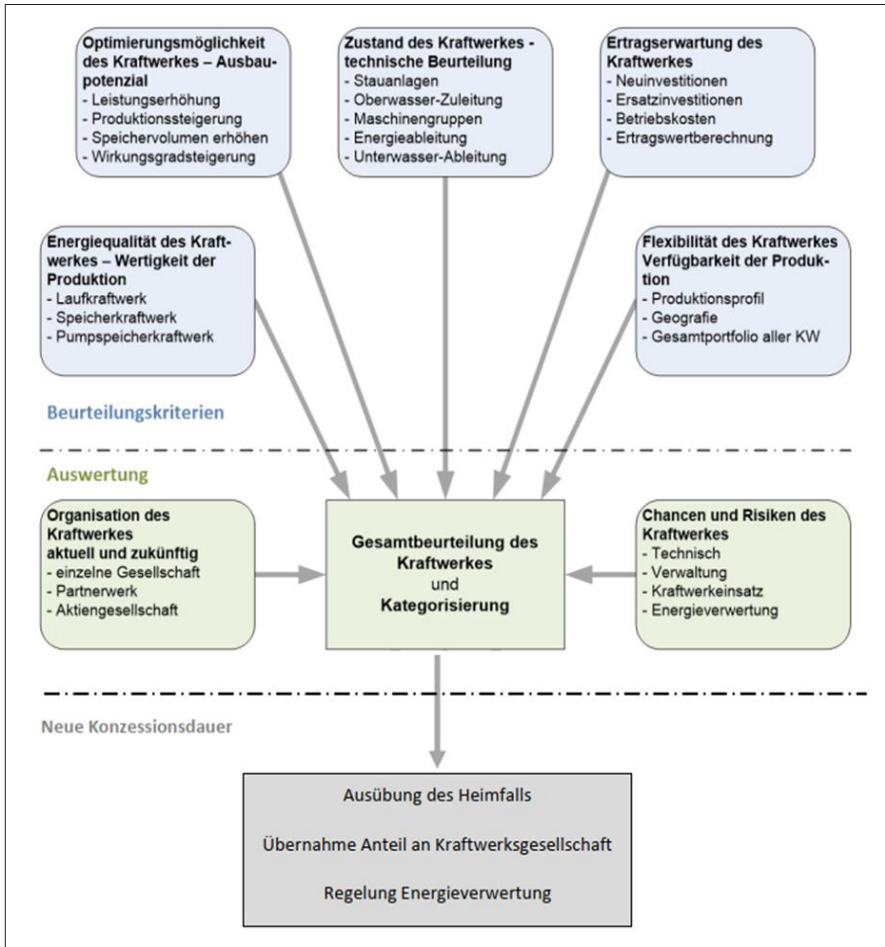 Optimierungsmöglichkeit
des Kraftwerkes – Ausbau-
potenzial
- Leistungserhöhung
- Produktionssteigerung
- Speichervolumen erhöhen
- Wirkungsgradsteigerung
Zustand des Kraftwerkes -
technische Beurteilung
- Stauanlagen
- Oberwasser-Zuleitung
- Maschinengruppen
- Energieableitung
- Unterwasser-Ableitung
Ertragserwartung des
Kraftwerkes
- Neuinvestitionen
- Ersatzinvestitionen
- Betriebskosten
- Ertragswertberechnung
Energiequalität des Kraft-
werkes – Wertigkeit der
Produktion
- Laufkraftwerk
- Speicherkraftwerk
- Pumpspeicherkraftwerk
Flexibilität des Kraftwerkes
Verfügbarkeit der Produk-
tion
- Produktionsprofil
- Geografie
- Gesamtportfolio aller KW
Beurteilungskriterien
Auswertung
Organisation des
Kraftwerkes
aktuell und zukünftig
- einzelne Gesellschaft
- Partnerwerk
- Aktiengesellschaft
Gesamtbeurteilung des
Kraftwerkes
und
Kategorisierung
Chancen und Risiken des
Kraftwerkes
- Technisch
- Verwaltung
- Kraftwerkeinsatz
- Energieverwertung
Neue Konzessionsdauer
Ausübung des Heimfalls
Übernahme Anteil an Kraftwerksgesellschaft
Regelung Energieverwertung